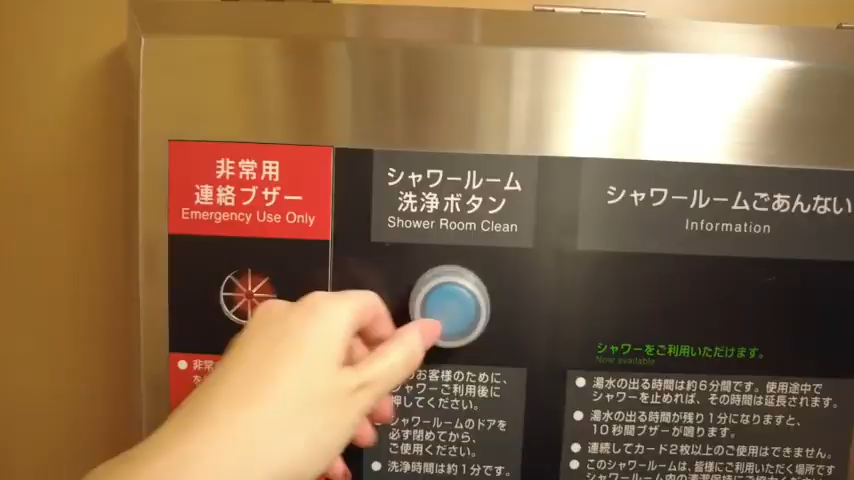 非常用
連絡ブザー
Emergency Use Only
シャワールーム
洗浄ボタン
Shower Room Clean
シャワールームごあんない
Information
シャワーをご利用いただけます。
Now available
● 非常
● 湯水の出る時間は約6分間です。使用途中で
シャワーを止めれば、その時間は延長されます。
● 湯水の出る時間が残り1分になりますと、
10秒間ブザーが鳴ります。
● 連続してカード2枚以上のご使用はできません。
● このシャワールームは、皆様にご利用いただく場所です
のお客様のために、
シャワーご利用後に
押してください。
シャワールームのドアを
必ず閉めてから、
ご使用ください。
● 洗浄時間は約1分です。